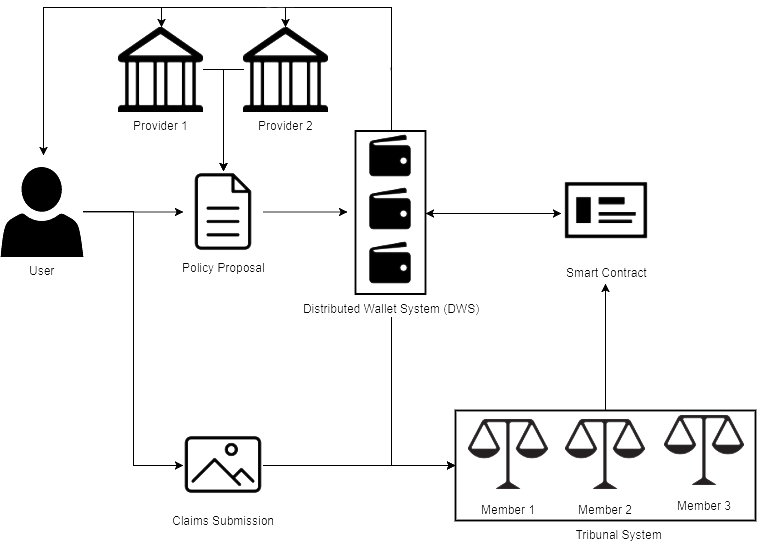 Provider 1
Provider 2
User
Policy Proposal
Smart Contract
Distributed Wallet System (DWS)
Claims Submission
Member 1
Member 2
Member 3
Tribunal System